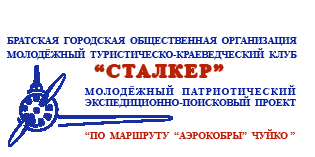 БРАТСКАЯ ГОРОДСКАЯ ОБЩЕСТВЕННАЯ ОРГАНИЗАЦИЯ
МОЛОДЁЖНЫЙ ТУРИСТИЧЕСКО-КРАЕВЕДЧЕСКИЙ КЛУБ
“СТАЛКЕР”
МОЛОДЁЖНЫЙ ПАТРИОТИЧЕСКИЙ
ЭКСПЕДИЦИОННО-ПОИСКОВЫЙ ПРОЕКТ
“ПО МАРШРУТУ “АЭРОКОБРЫ” ЧУЙКО ”